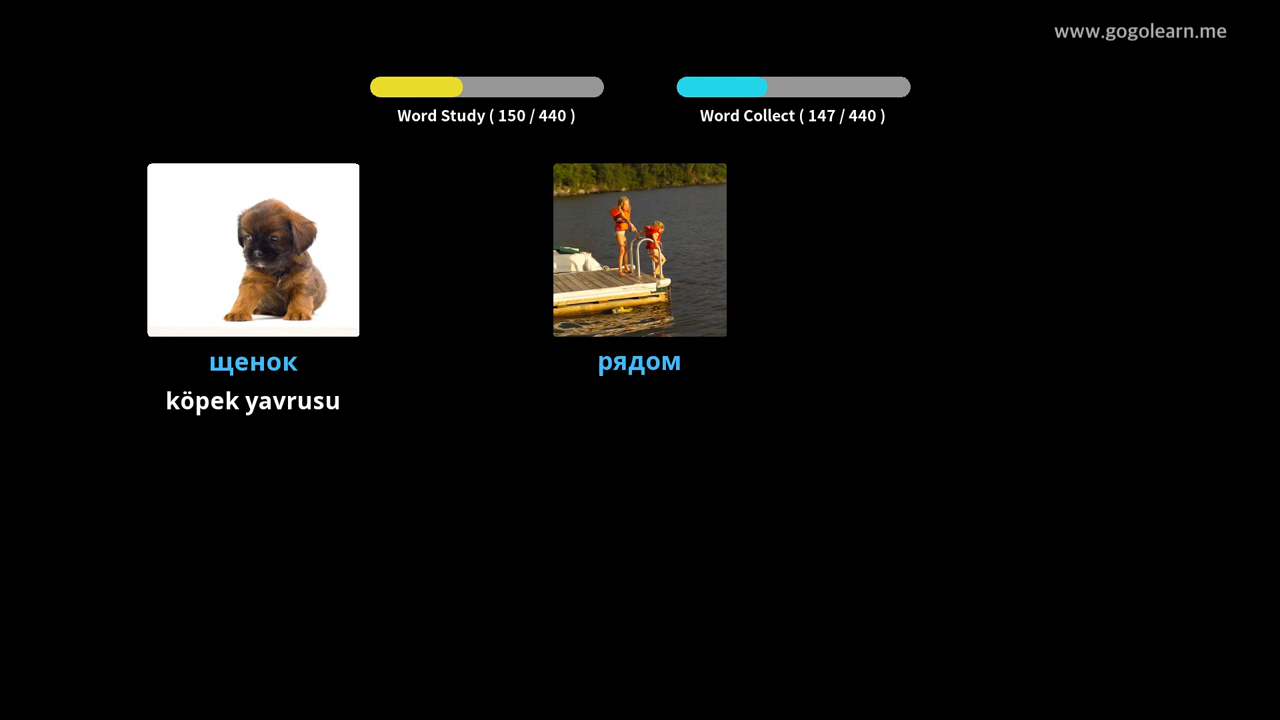 www.gogolearn.me
Word Study ( 150 / 440 )
Word Collect ( 147 / 440 )
щенок
köpek yavrusu
рядом